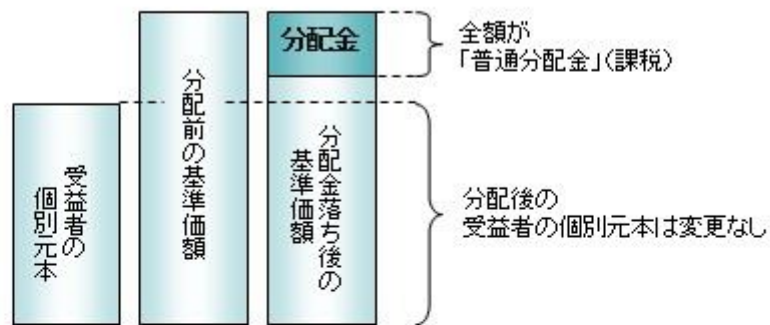 受益者の
個別元本
分配前の基準価額
分配金
分配金落ち後の
基準価額
全額が
「普通分配金」(課税)
分配後の
受益者の個別元本は変更なし